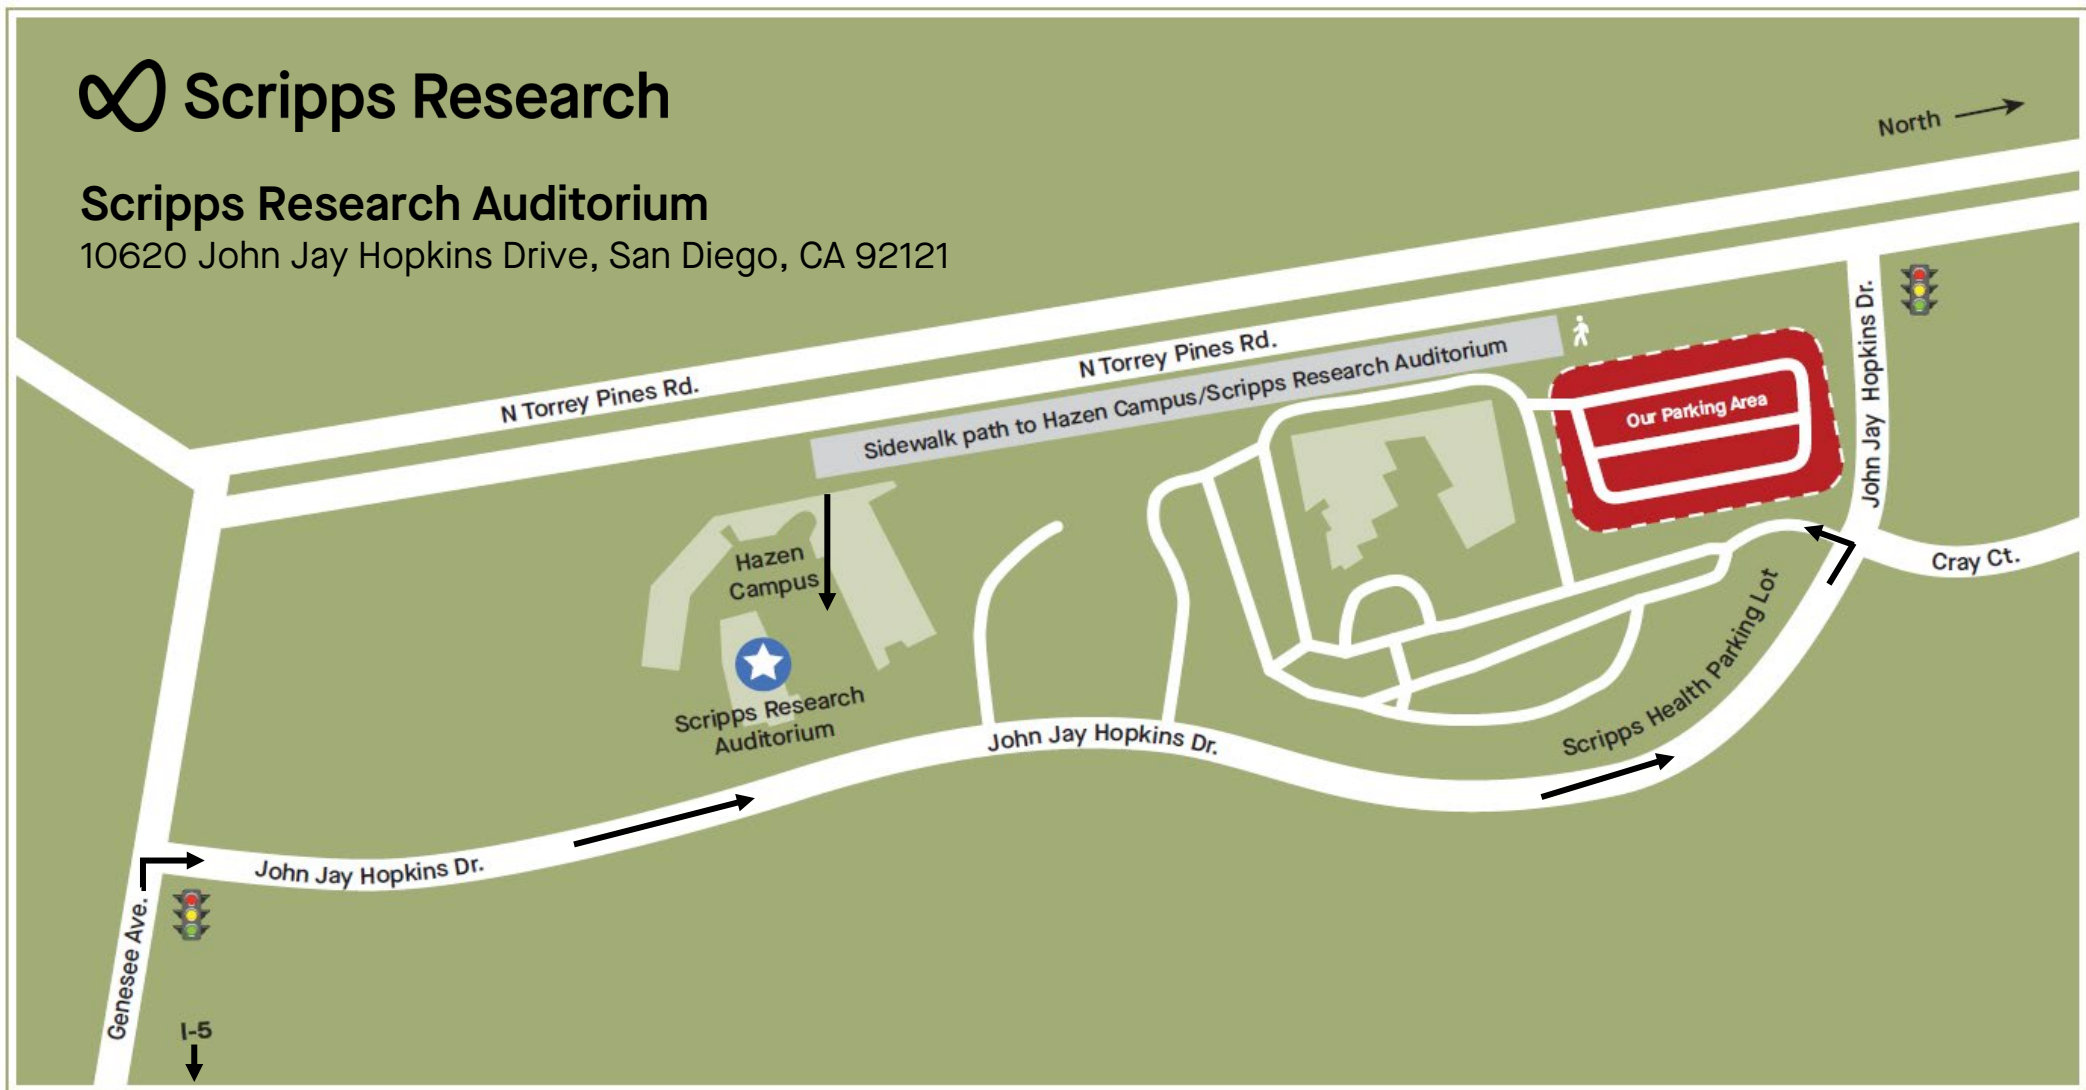 Scripps Research
North
Scripps Research Auditorium
10620 John Jay Hopkins Drive, San Diego, CA 92121
John Jay Hopkins Dr.
N Torrey Pines Rd.
N Torrey Pines Rd.
Sidewalk path to Hazen Campus/Scripps Research Auditorium
Our Parking Area
Hazen
Campus
Cray Ct.
Scripps Health Parking Lot
Scripps Research
Auditorium
John Jay Hopkins Dr.
John Jay Hopkins Dr.
Genesee Ave.
I-5